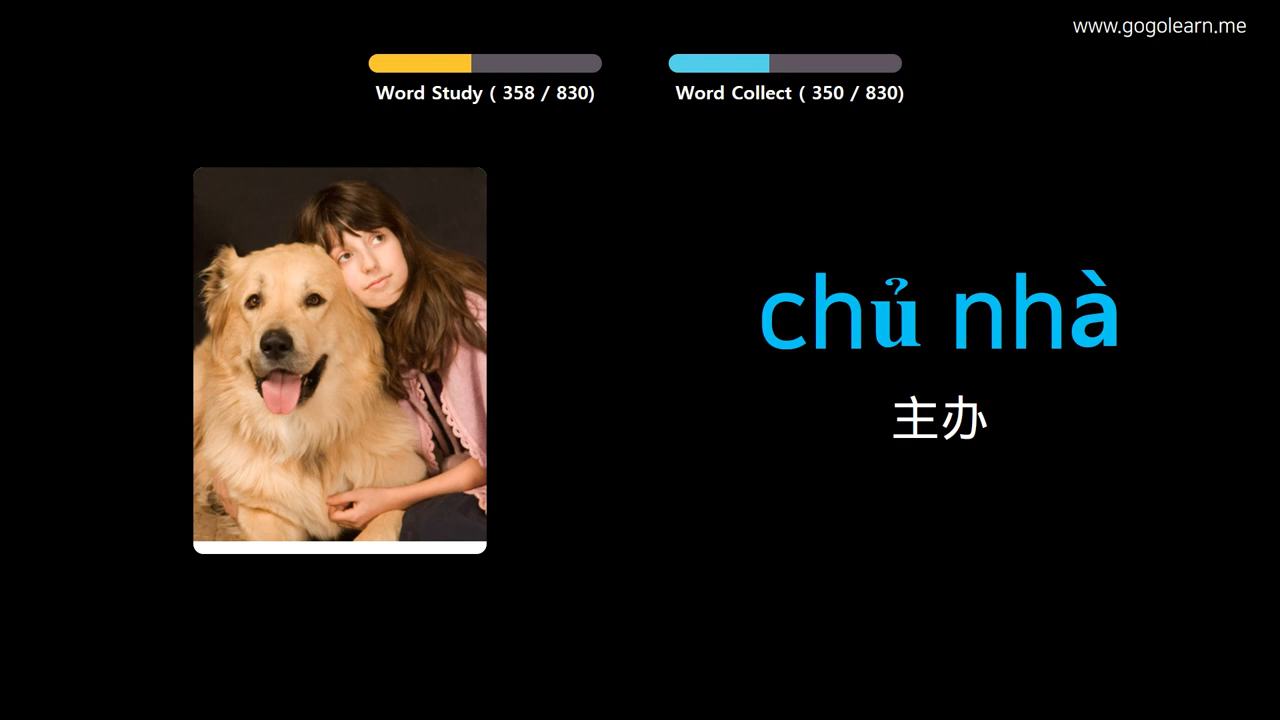 www.gogolearn.me
Word Study ( 358 / 830)
Word Collect ( 350 / 830)
chủ nhà
主办